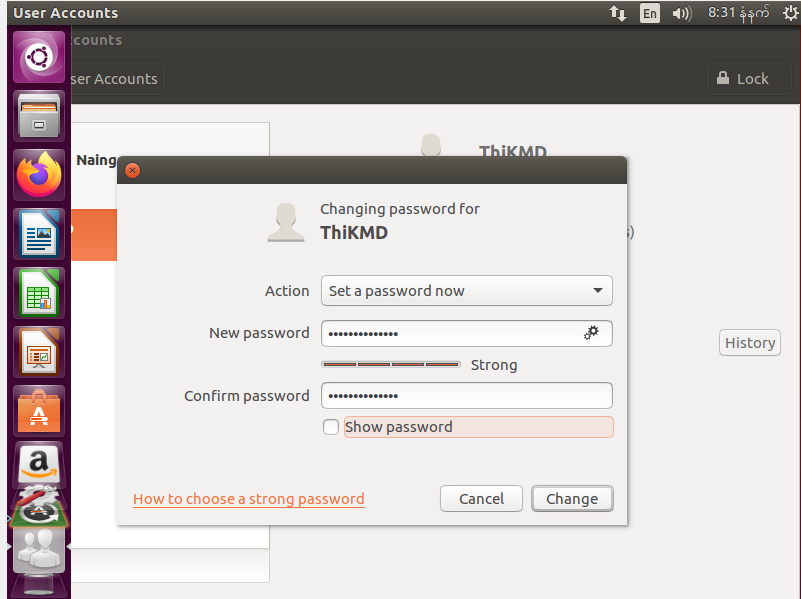 User Accounts
En
8:31 နံနက်
counts
ser Accounts
Lock
Naing
ThiKMD
Changing password for
ThiKMD
s)
Action
Set a password now
New password
Strong
History
Confirm password
Show password
How to choose a strong password
Cancel
Change